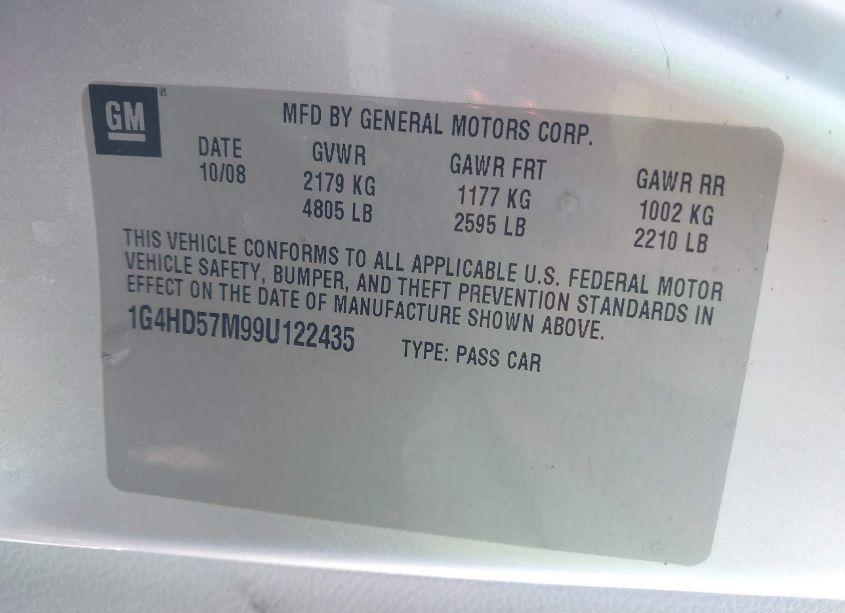 GM
MFD BY GENERAL MOTORS CORP.
DATE GVWR GAWR FRT GAWR RR
10/08 2179 KG 1177 KG 1002 KG
4805 LB 2595 LB 2210 LB
THIS VEHICLE CONFORMS TO ALL APPLICABLE U.S. FEDERAL MOTOR
VEHICLE SAFETY, BUMPER, AND THEFT PREVENTION STANDARDS IN
EFFECT ON THE DATE OF MANUFACTURE SHOWN ABOVE.
1G4HD57M99U122435 TYPE: PASS CAR